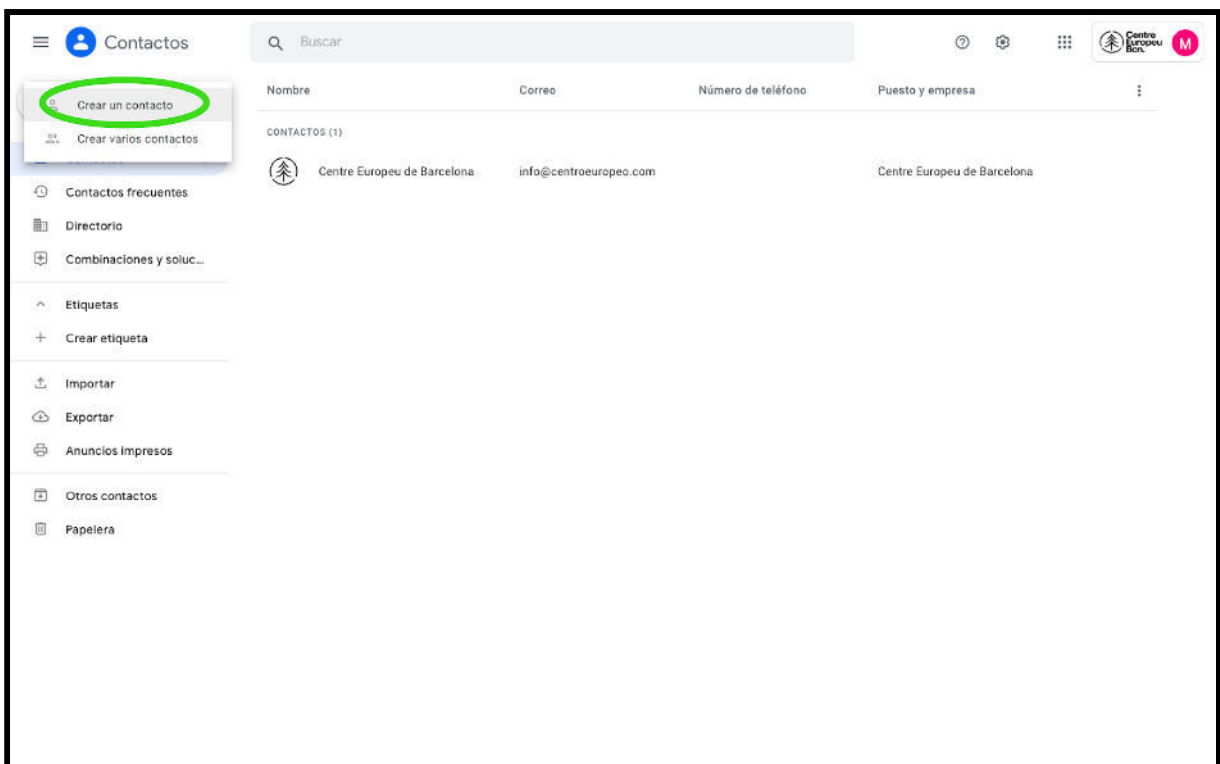 Contactos
Buscar
Centre
Europeu
Bcn.
M
Crear un contacto
Crear varios contactos
Nombre Correo Número de teléfono Puesto y empresa
CONTACTOS (1)
Centre Europeu de Barcelona info@centroeuropeo.com Centre Europeu de Barcelona
Contactos frecuentes
Directorio
Combinaciones y soluc...
Etiquetas
Crear etiqueta
Importar
Exportar
Anuncios impresos
Otros contactos
Papelera